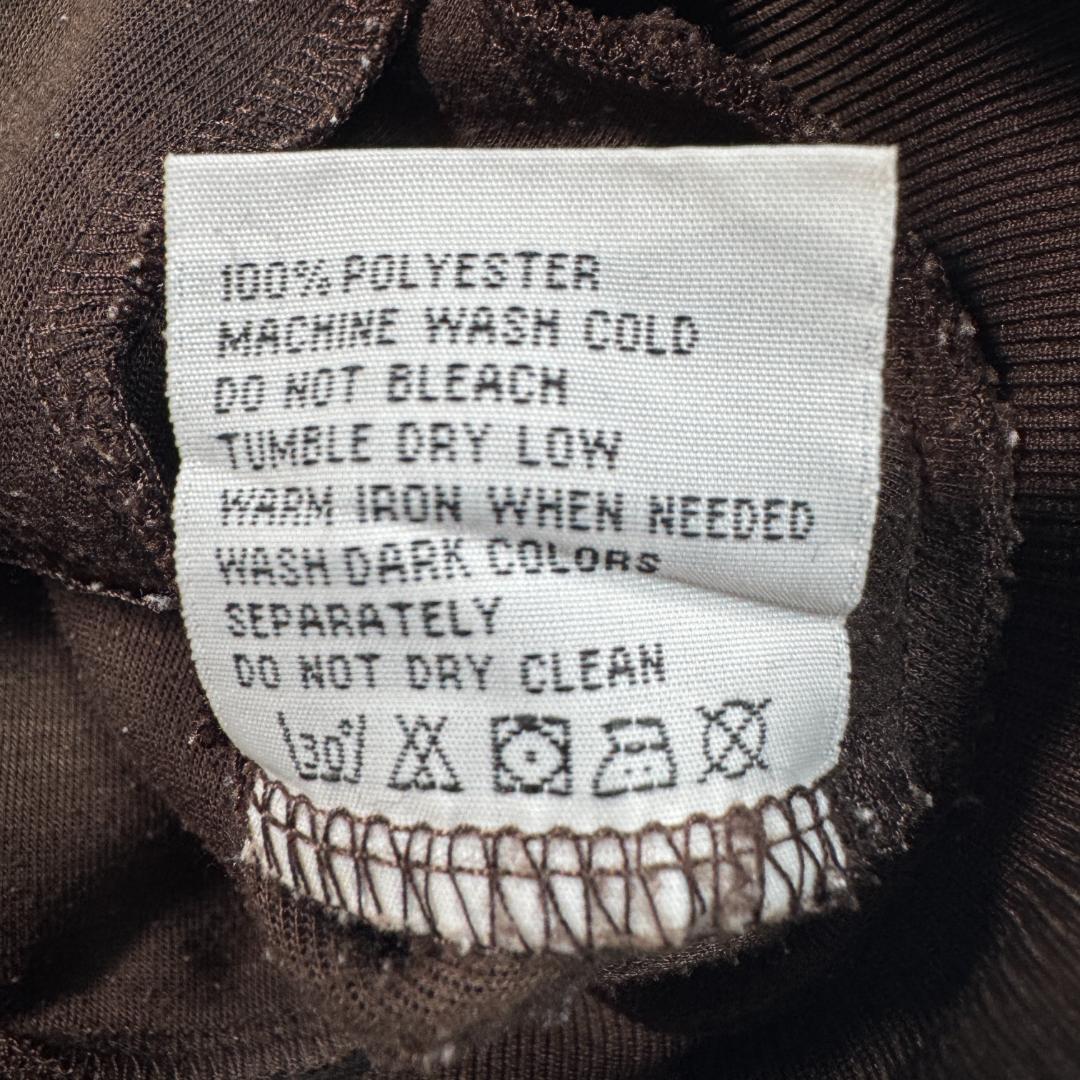 100% POLYESTER
MACHINE WASH COLD
DO NOT BLEACH
TUMBLE DRY LOW
WARM IRON WHEN NEEDED
WASH DARK COLORS
SEPARATELY
DO NOT DRY CLEAN
30°